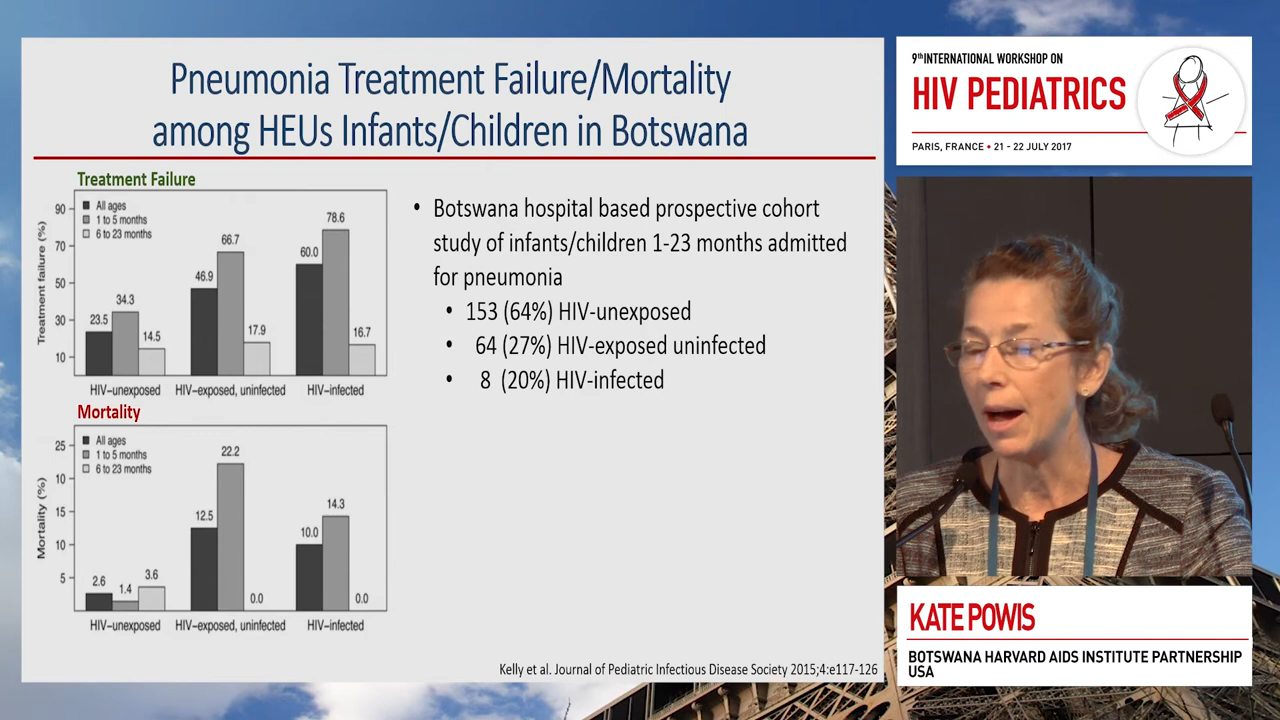 Pneumonia Treatment Failure/Mortality
among HEUs Infants/Children in Botswana
Treatment Failure
Treatment failure (%)
90
70
50
30
10
All ages
1 to 5 months
6 to 23 months
23.5
34.3
14.5
46.9
66.7
17.9
60.0
78.6
16.7
HIV–unexposed
HIV–exposed, uninfected
HIV–infected
Mortality
Mortality (%)
25
10
15
10
5
All ages
1 to 5 months
6 to 23 months
2.6
1.4
3.6
12.5
22.2
0.0
10.0
14.3
0.0
HIV–unexposed
HIV–exposed, uninfected
HIV–infected
• Botswana hospital based prospective cohort
study of infants/children 1-23 months admitted
for pneumonia
• 153 (64%) HIV-unexposed
• 64 (27%) HIV-exposed uninfected
• 8 (20%) HIV-infected
Kelly et al. Journal of Pediatric Infectious Disease Society 2015;4:e117-126
9th INTERNATIONAL WORKSHOP ON
HIV PEDIATRICS
PARIS, FRANCE • 21 - 22 JULY 2017
KATE POWIS
BOTSWANA HARVARD AIDS INSTITUTE PARTNERSHIP
USA